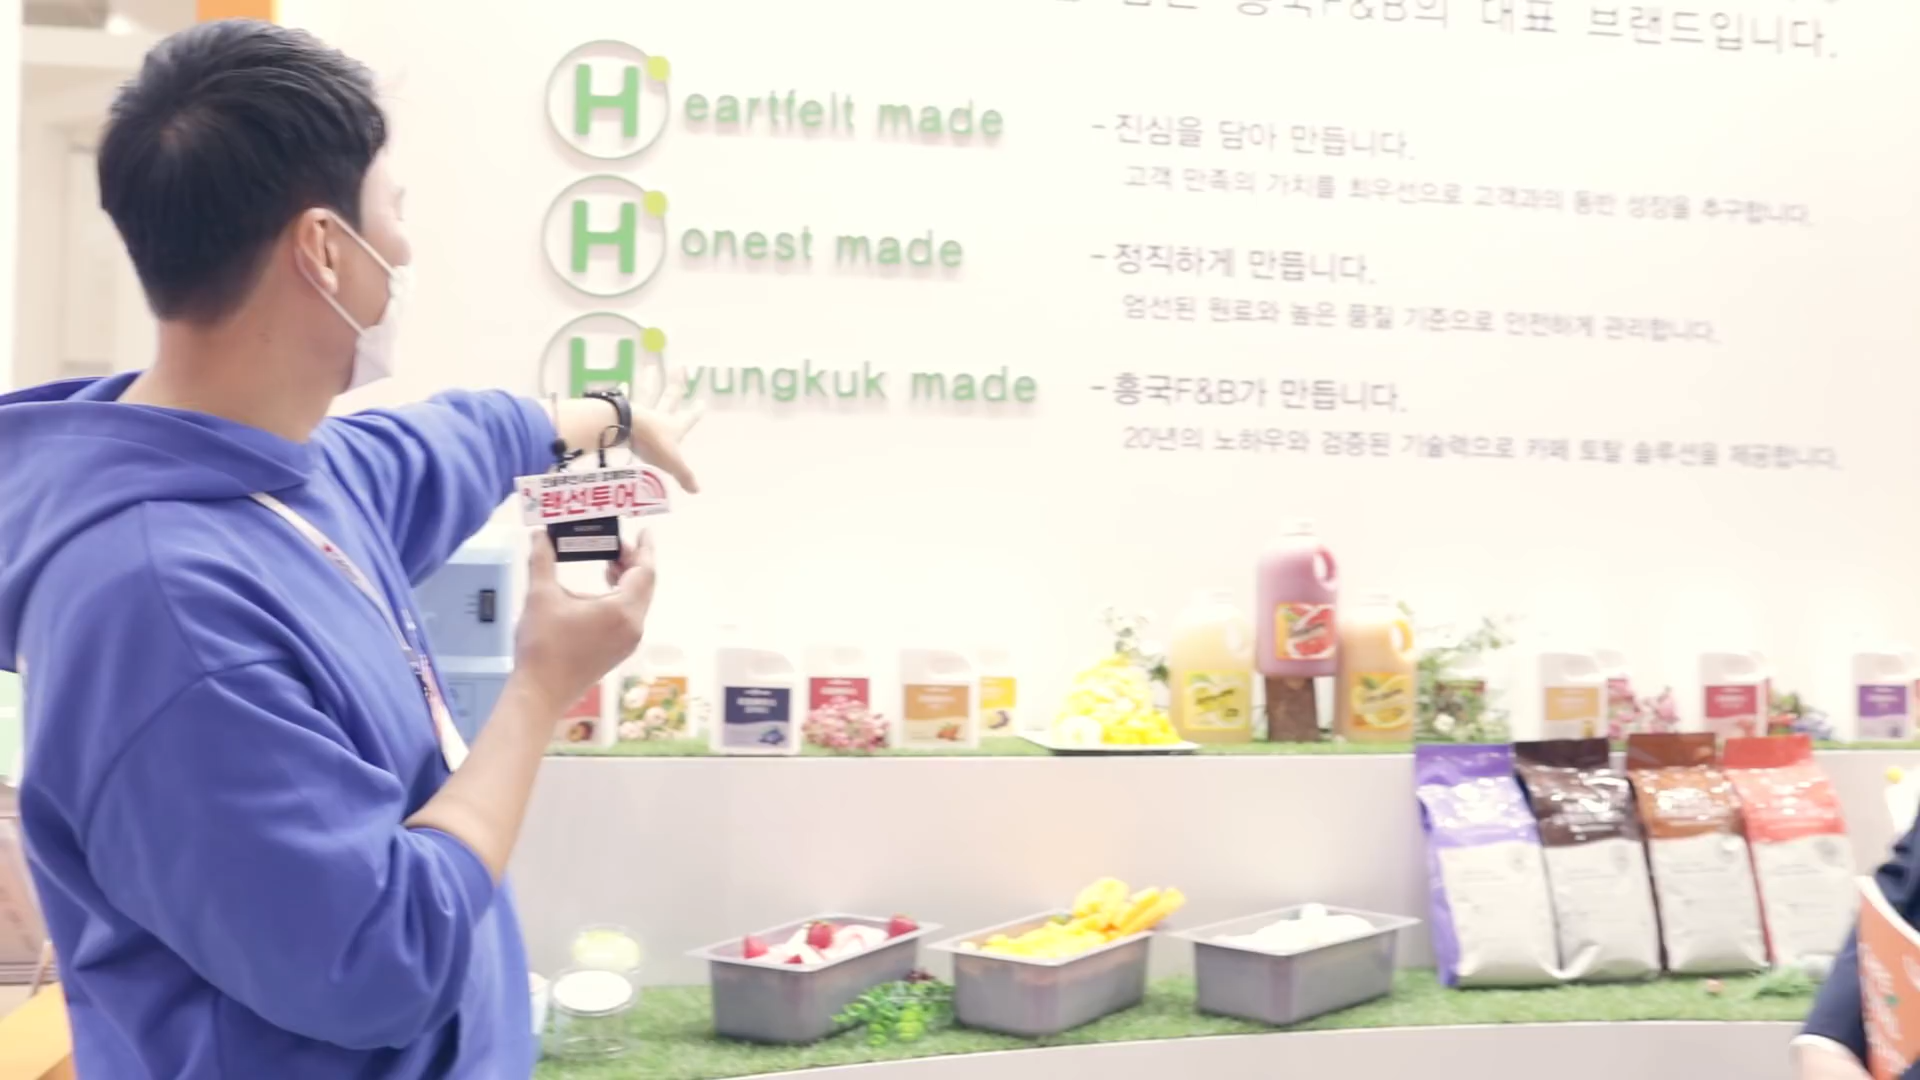 흥국F&B의 대표 브랜드입니다.
Heartfelt made
- 진심을 담아 만듭니다.
고객 만족의 가치를 최우선으로 고객과의 동반 성장을 추구합니다.
Honest made
- 정직하게 만듭니다.
엄선된 원료와 높은 품질 기준으로 안전하게 관리합니다.
Hyungkuk made
- 흥국F&B가 만듭니다.
20년의 노하우와 검증된 기술력으로 카페 토탈 솔루션을 제공합니다.
랜선투어